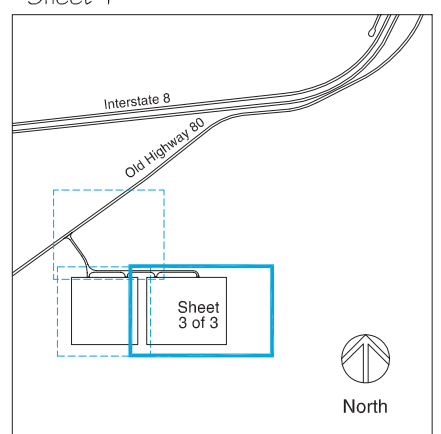 Sheet 1
Interstate 8
Old Highway 80
Sheet
3 of 3
North